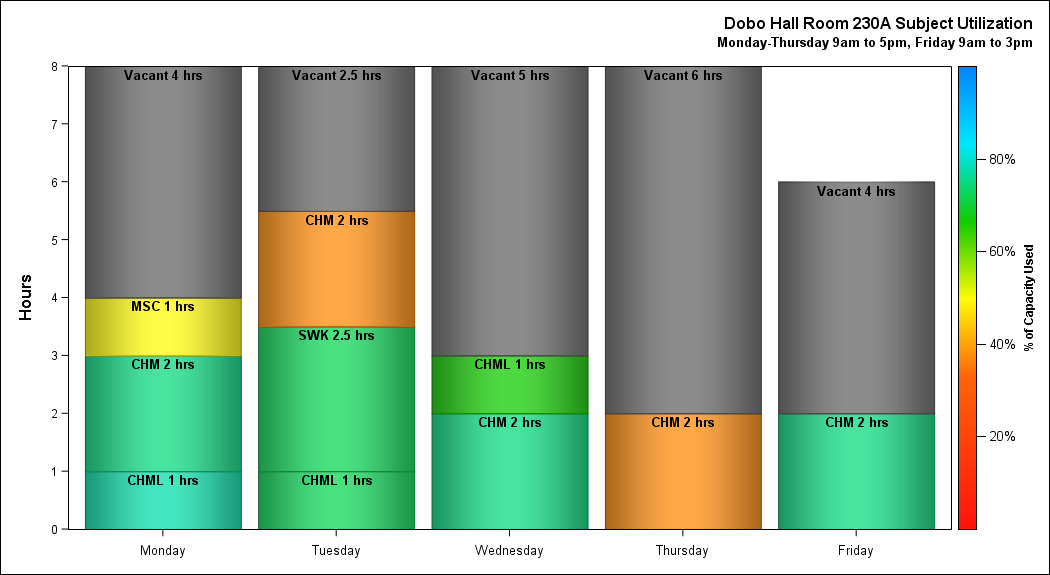 Dobo Hall Room 230A Subject Utilization
Monday-Thursday 9am to 5pm, Friday 9am to 3pm
Hours
8
7
6
5
4
3
2
1
0
Vacant 4 hrs
MSC 1 hrs
CHM 2 hrs
CHML 1 hrs
Vacant 2.5 hrs
CHM 2 hrs
SWK 2.5 hrs
CHML 1 hrs
Vacant 5 hrs
CHML 1 hrs
CHM 2 hrs
Vacant 6 hrs
CHM 2 hrs
Vacant 4 hrs
CHM 2 hrs
Monday
Tuesday
Wednesday
Thursday
Friday
80%
60%
40%
20%
% of Capacity Used